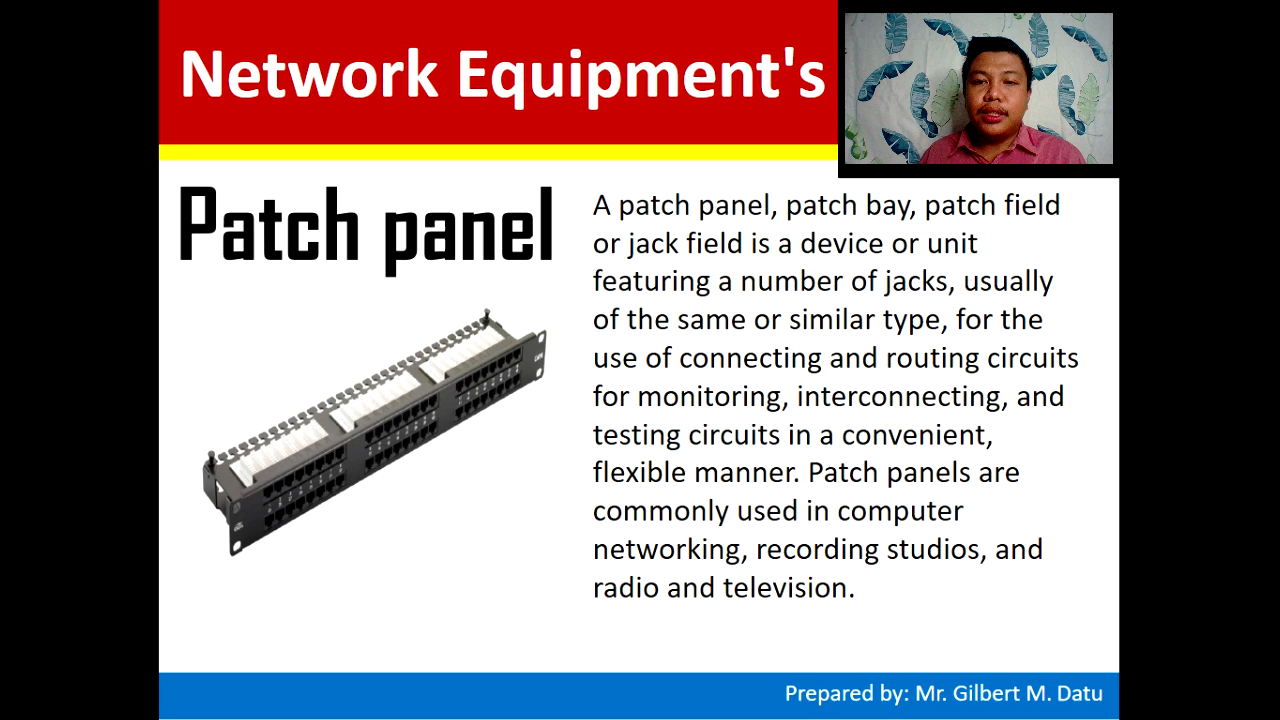 Network Equipment's
Patch panel
A patch panel, patch bay, patch field
or jack field is a device or unit
featuring a number of jacks, usually
of the same or similar type, for the
use of connecting and routing circuits
for monitoring, interconnecting, and
testing circuits in a convenient,
flexible manner. Patch panels are
commonly used in computer
networking, recording studios, and
radio and television.
Prepared by: Mr. Gilbert M. Datu